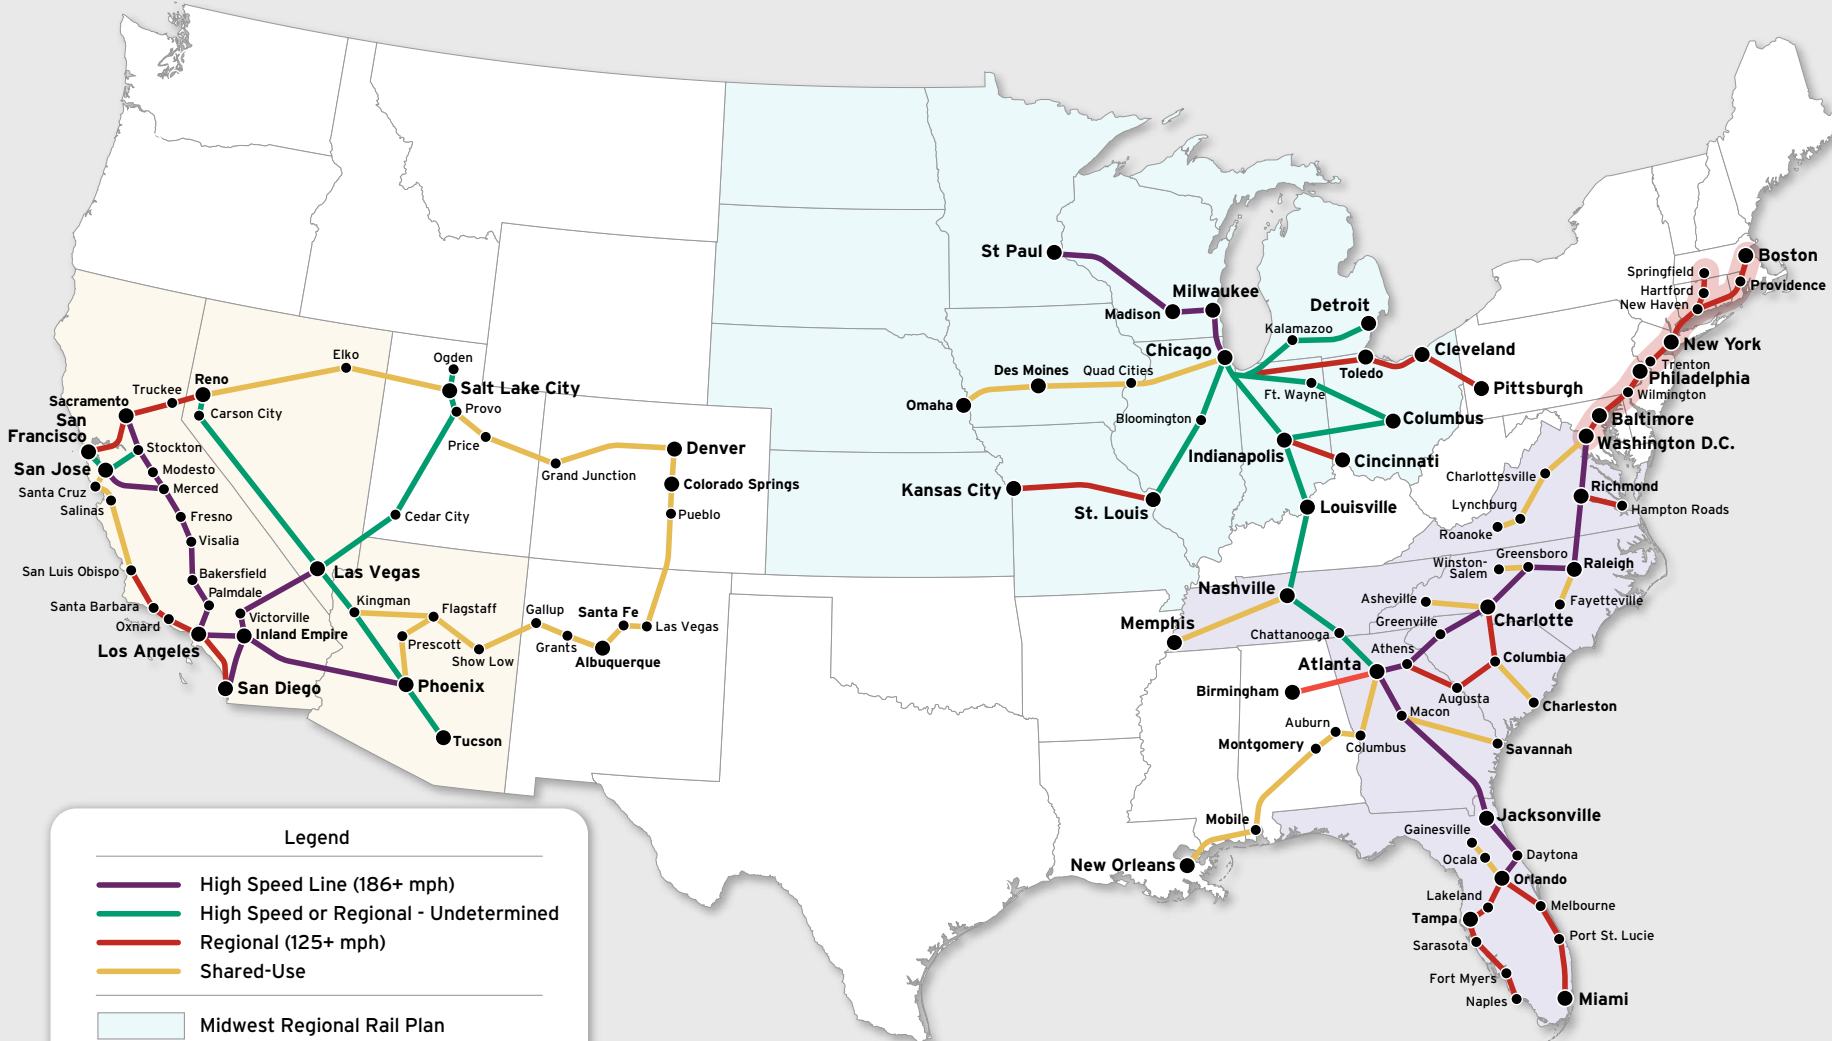 St Paul
Madison
Milwaukee
Chicago
Detroit
Kalamazoo
Toledo
Cleveland
Pittsburgh
Ft. Wayne
Columbus
Des Moines
Quad Cities
Omaha
Bloomington
Indianapolis
Cincinnati
Kansas City
St. Louis
Louisville
Nashville
Memphis
Chattanooga
Atlanta
Birmingham
Athens
Greenville
Asheville
Charlotte
Columbia
Augusta
Charleston
Macon
Savannah
Auburn
Columbus
Montgomery
Mobile
New Orleans
Jacksonville
Gainesville
Ocala
Daytona
Orlando
Lakeland
Tampa
Melbourne
Sarasota
Port St. Lucie
Fort Myers
Naples
Miami
Springfield
Hartford
New Haven
Boston
Providence
New York
Trenton
Philadelphia
Wilmington
Baltimore
Washington D.C.
Charlottesville
Lynchburg
Roanoke
Richmond
Hampton Roads
Greensboro
Winston-
Salem
Raleigh
Fayetteville
Elko
Ogden
Salt Lake City
Provo
Price
Grand Junction
Denver
Colorado Springs
Pueblo
Reno
Truckee
Carson City
Sacramento
San
Francisco
San Jose
Stockton
Modesto
Merced
Santa Cruz
Salinas
Fresno
Visalia
Bakersfield
Palmdale
San Luis Obispo
Santa Barbara
Oxnard
Los Angeles
Victorville
Inland Empire
San Diego
Cedar City
Las Vegas
Kingman
Flagstaff
Prescott
Show Low
Phoenix
Tucson
Gallup
Grants
Albuquerque
Santa Fe
Las Vegas
Legend
High Speed Line (186+ mph)
High Speed or Regional - Undetermined
Regional (125+ mph)
Shared-Use
Midwest Regional Rail Plan